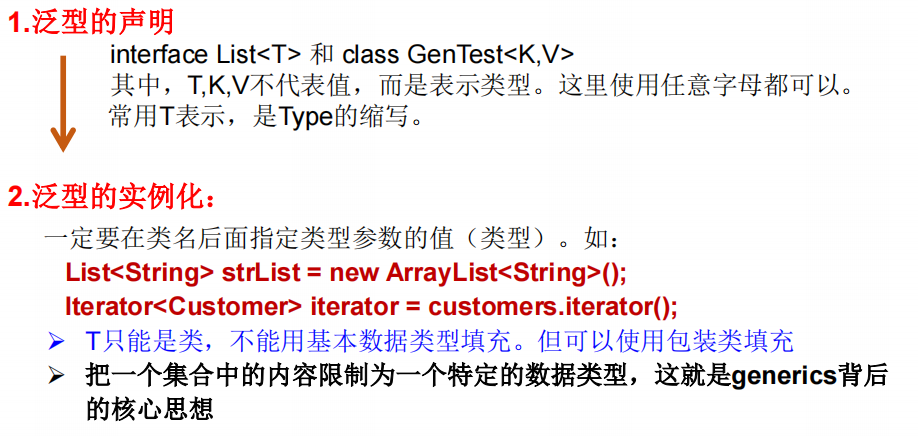 1.泛型的声明
interface List<T> 和 class GenTest<K,V>
其中，T,K,V不代表值，而是表示类型。这里使用任意字母都可以。
常用T表示，是Type的缩写。
2.泛型的实例化：
一定要在类名后面指定类型参数的值（类型）。如：
List<String> strList = new ArrayList<String>();
Iterator<Customer> iterator = customers.iterator();
➢ T只能是类，不能用基本数据类型填充。但可以使用包装类填充
➢ 把一个集合中的内容限制为一个特定的数据类型，这就是generics背后
的核心思想